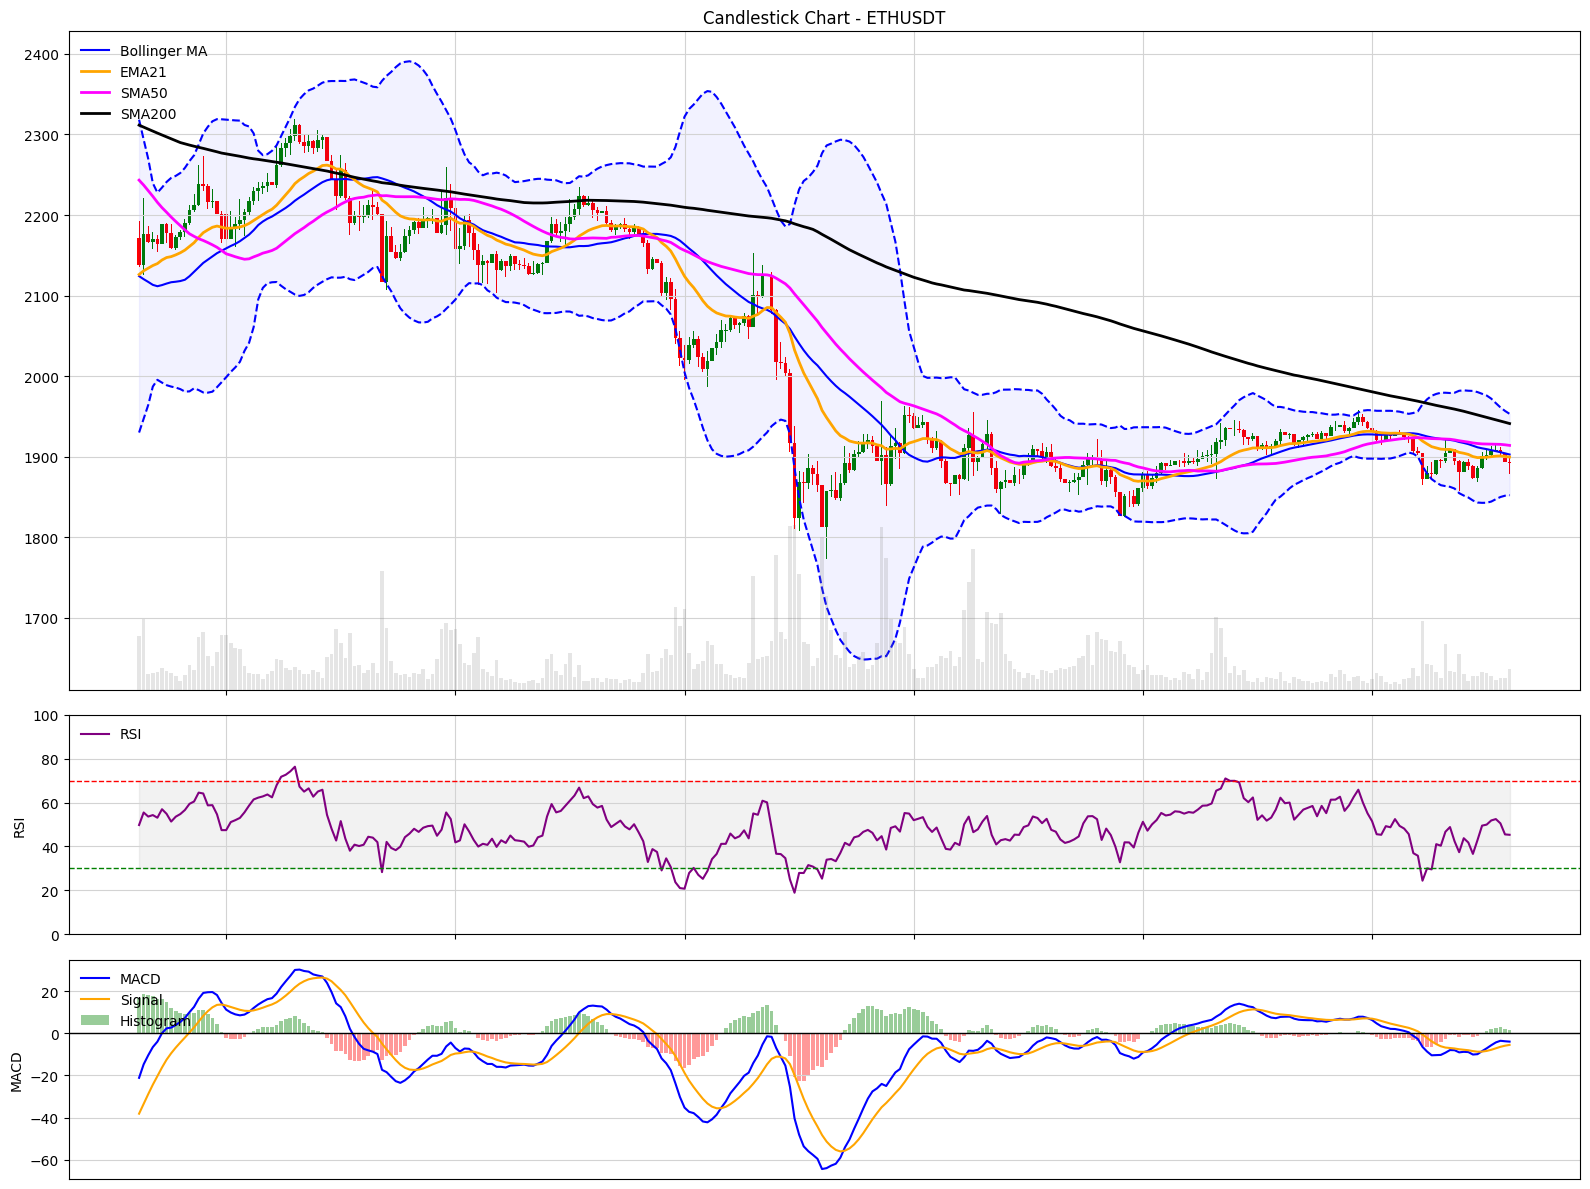 Candlestick Chart - ETHUSDT
Bollinger MA
EMA21
SMA50
SMA200
2400
2300
2200
2100
2000
1900
1800
1700
RSI
100
80
60
40
20
0
RSI
MACD
Signal
Histogram
20
0
−20
−40
−60
MACD